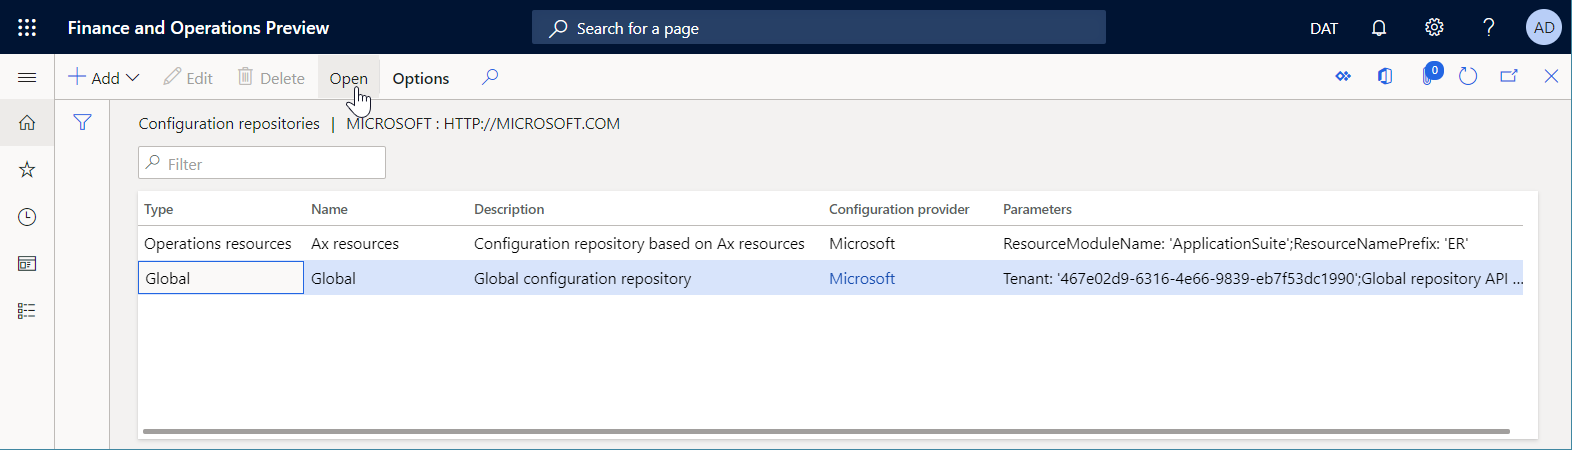 Finance and Operations Preview
Search for a page
DAT
?
AD
Add
Edit
Delete
Open
Options
0
Configuration repositories | MICROSOFT : HTTP://MICROSOFT.COM
Filter
Type Name Description Configuration provider Parameters
Operations resources Ax resources Configuration repository based on Ax resources Microsoft ResourceModuleName: 'ApplicationSuite';ResourceNamePrefix: 'ER'
Global Global Global configuration repository Microsoft Tenant: '467e02d9-6316-4e66-9839-eb7f53dc1990';Global repository API ...